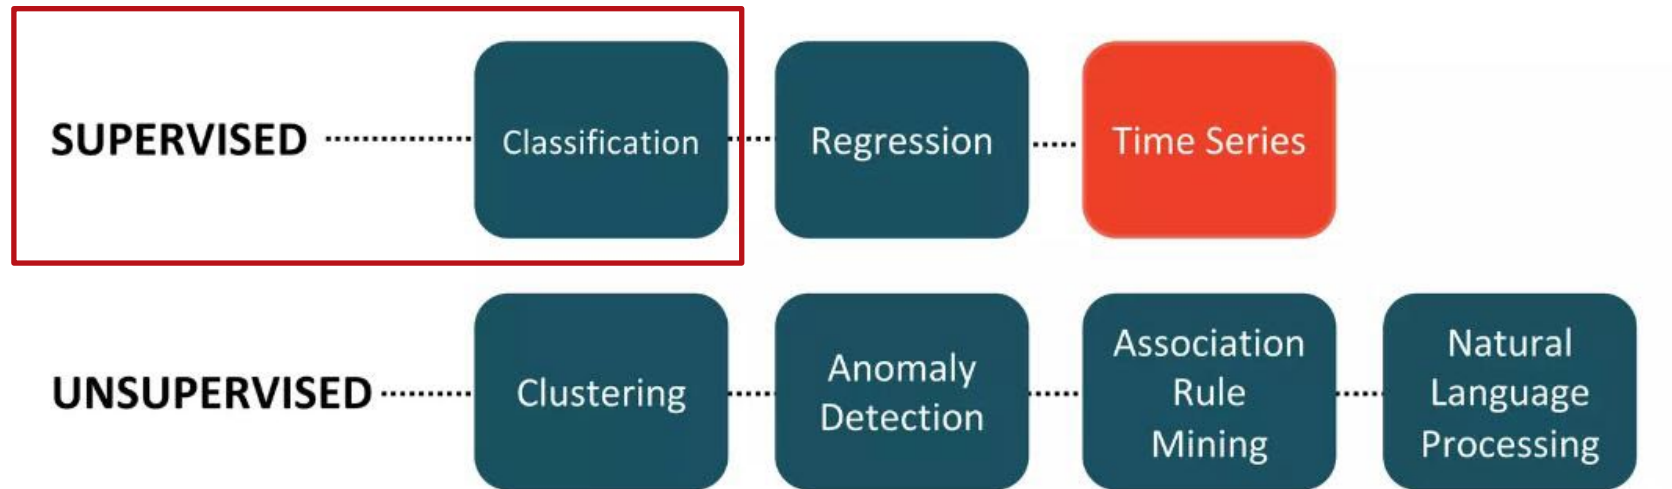 SUPERVISED
Classification
Regression
Time Series
UNSUPERVISED
Clustering
Anomaly
Detection
Association
Rule
Mining
Natural
Language
Processing